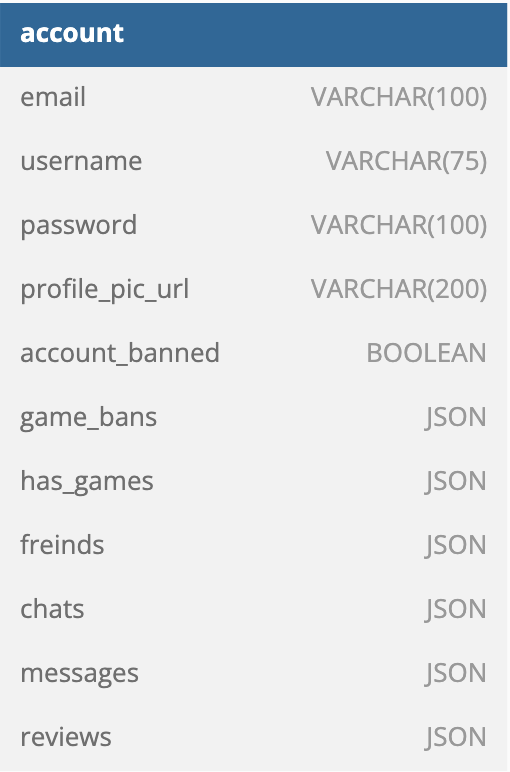 account
email VARCHAR(100)
username VARCHAR(75)
password VARCHAR(100)
profile_pic_url VARCHAR(200)
account_banned BOOLEAN
game_bans JSON
has_games JSON
freinds JSON
chats JSON
messages JSON
reviews JSON